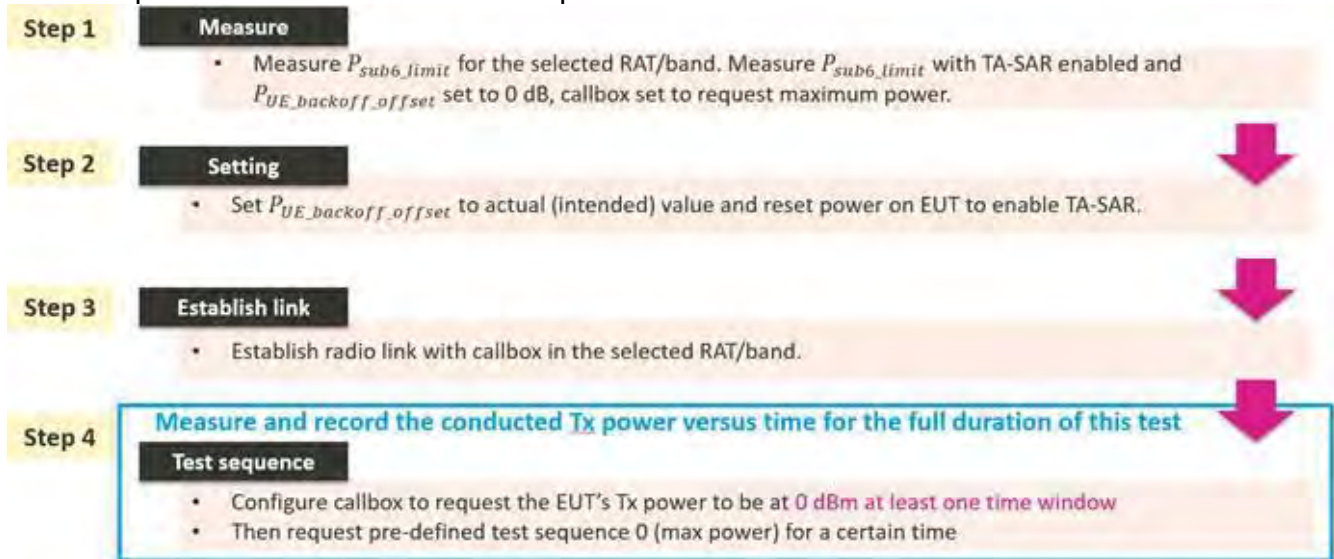 Step 1
Measure
• Measure P_sub6_limit for the selected RAT/band. Measure P_sub6_limit with TA-SAR enabled and
P_UE_backoff_offset set to 0 dB, callbox set to request maximum power.
Step 2
Setting
• Set P_UE_backoff_offset to actual (intended) value and reset power on EUT to enable TA-SAR.
Step 3
Establish link
• Establish radio link with callbox in the selected RAT/band.
Step 4
Measure and record the conducted Tx power versus time for the full duration of this test
Test sequence
• Configure callbox to request the EUT's Tx power to be at 0 dBm at least one time window
• Then request pre-defined test sequence 0 (max power) for a certain time